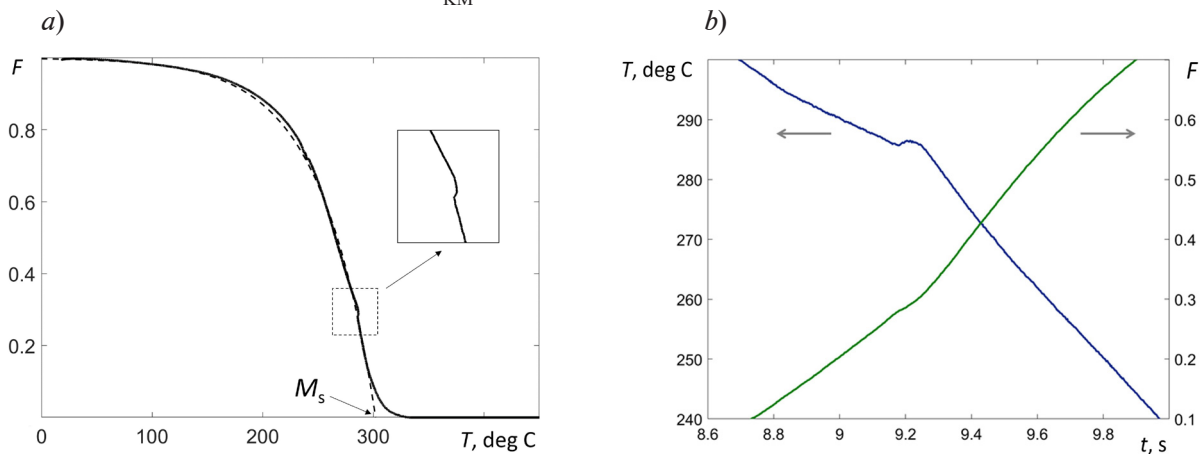 KM
a)
F
0.8
0.6
0.4
0.2
Ms
0 100 200 300 T, deg C
b)
T, deg C F
290 0.6
280 0.5
270 0.4
260 0.3
250 0.2
240 0.1
8.6 8.8 9 9.2 9.4 9.6 9.8 t, s